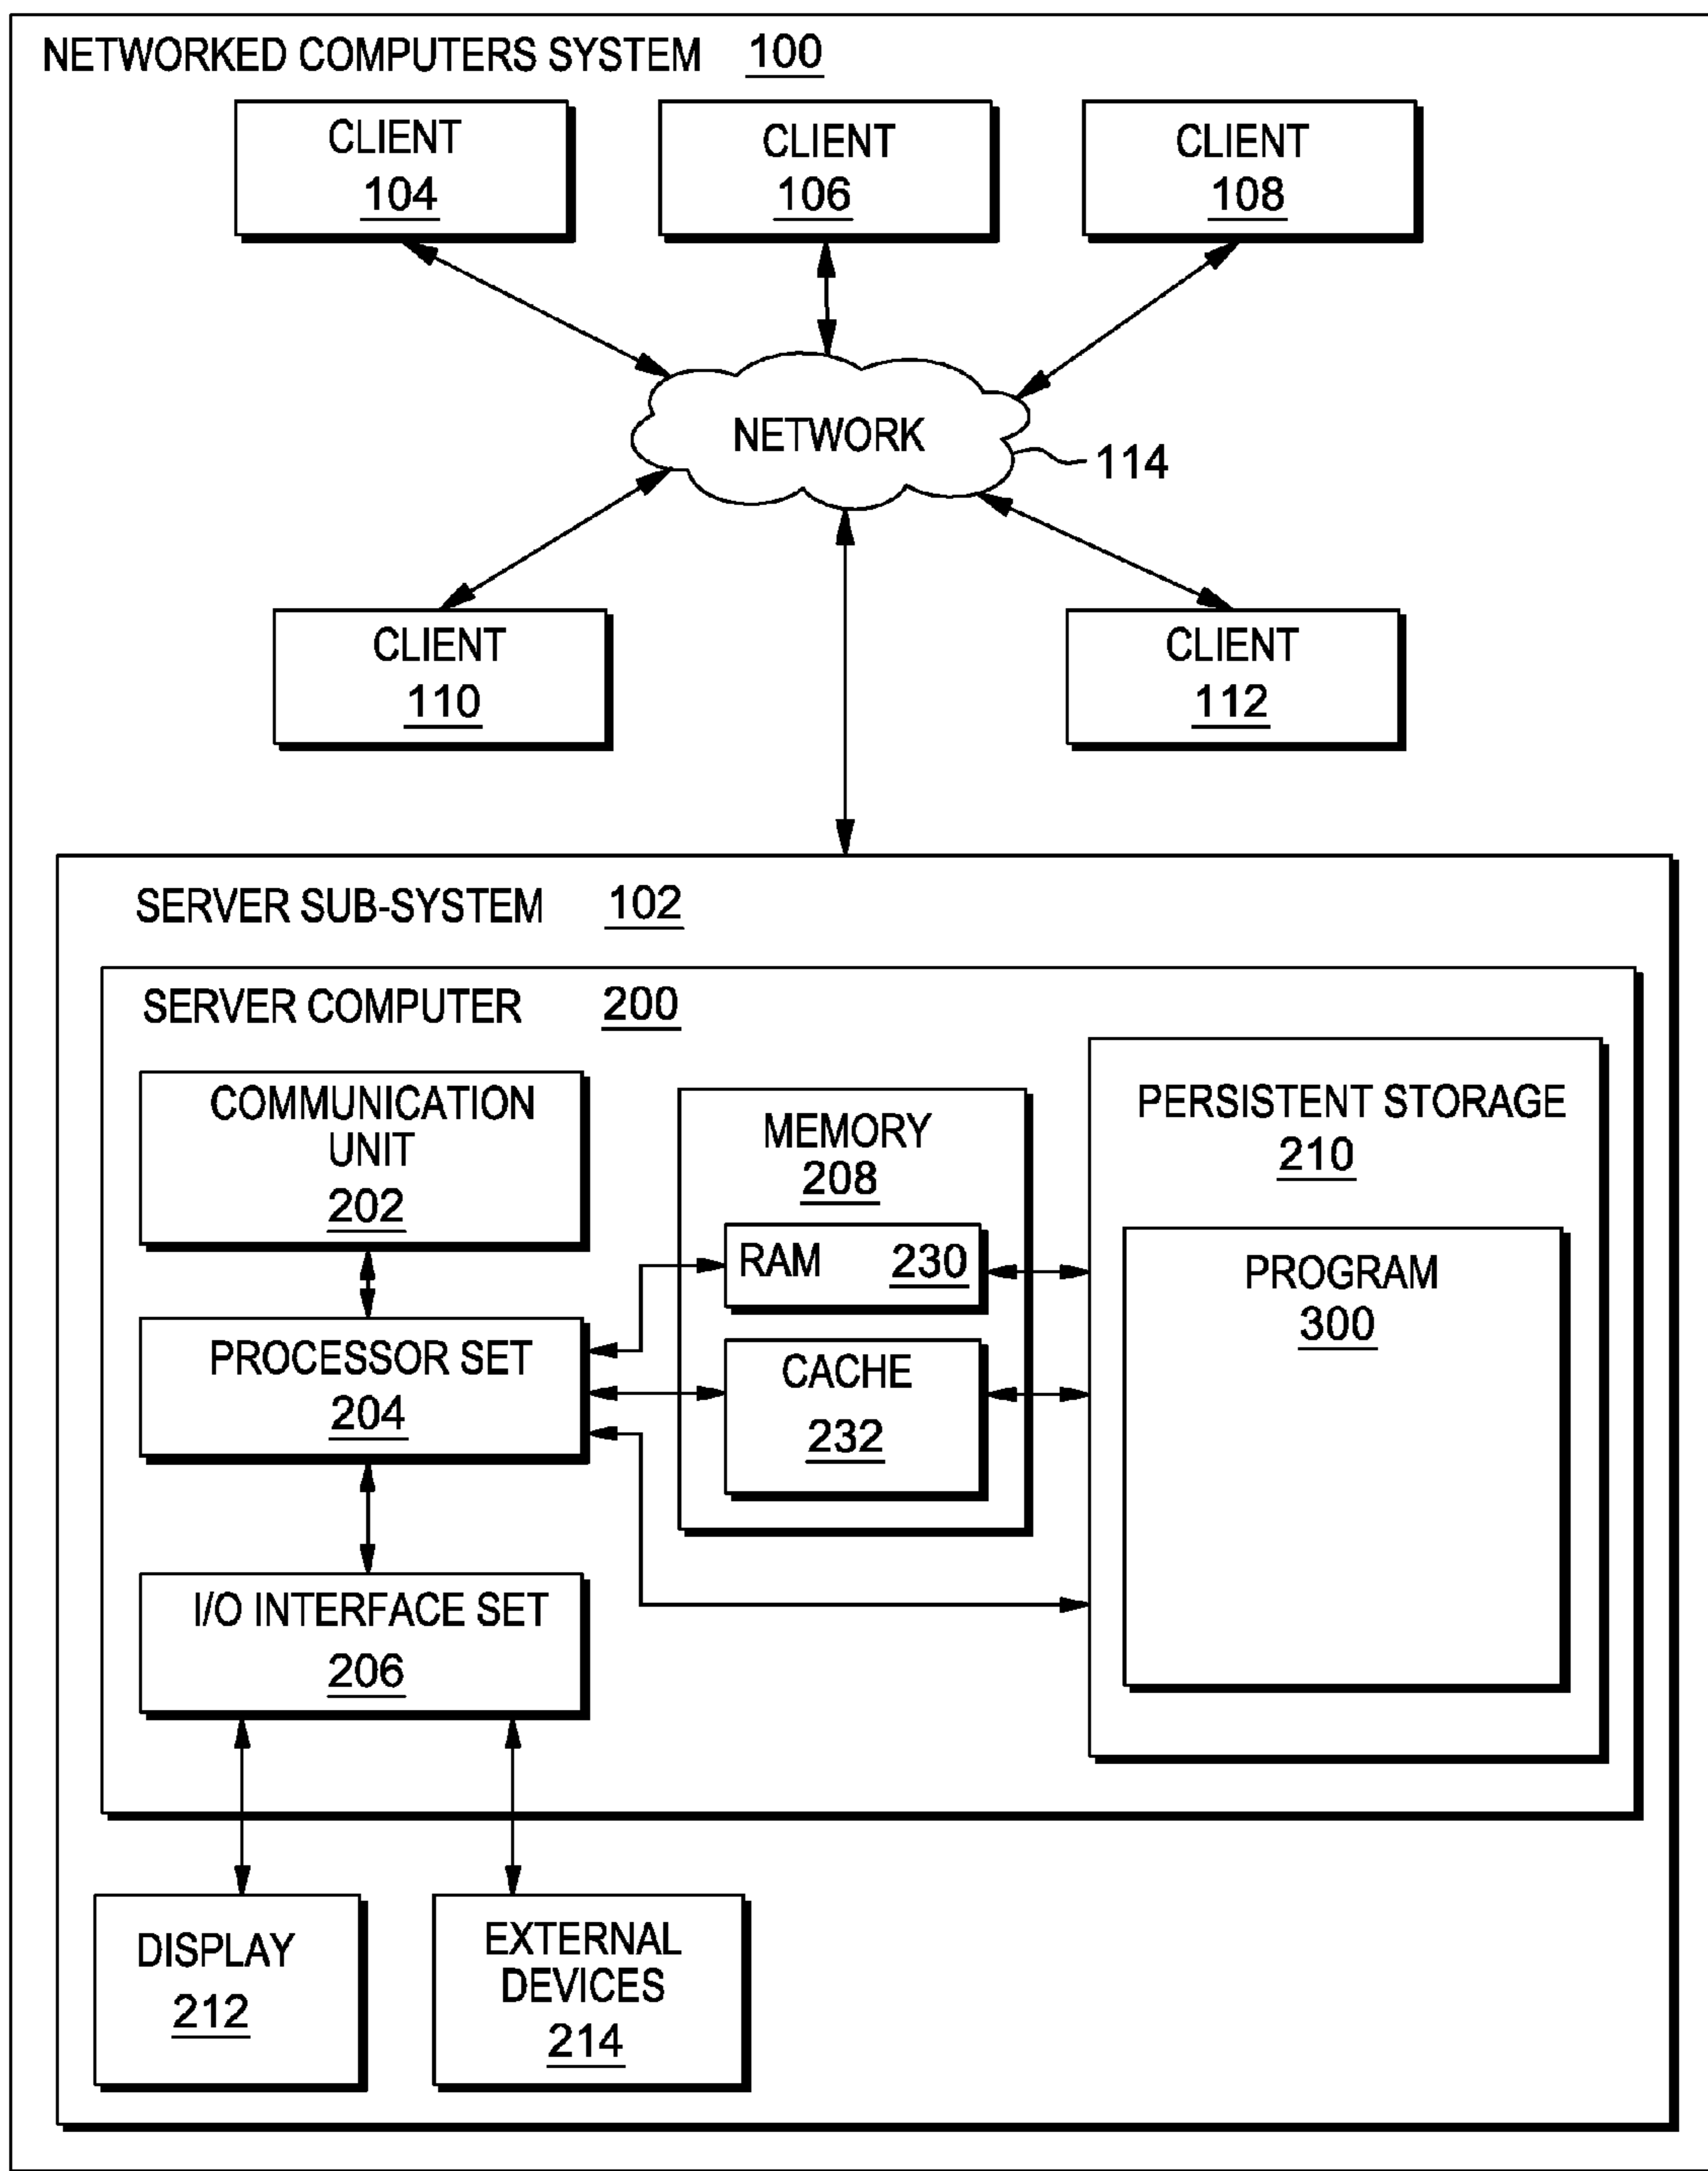 NETWORKED COMPUTERS SYSTEM 100
CLIENT
104
CLIENT
106
CLIENT
108
NETWORK
114
CLIENT
110
CLIENT
112
SERVER SUB-SYSTEM 102
SERVER COMPUTER 200
COMMUNICATION
UNIT
202
MEMORY
208
PERSISTENT STORAGE
210
RAM 230
PROGRAM
300
PROCESSOR SET
204
CACHE
232
I/O INTERFACE SET
206
DISPLAY
212
EXTERNAL
DEVICES
214